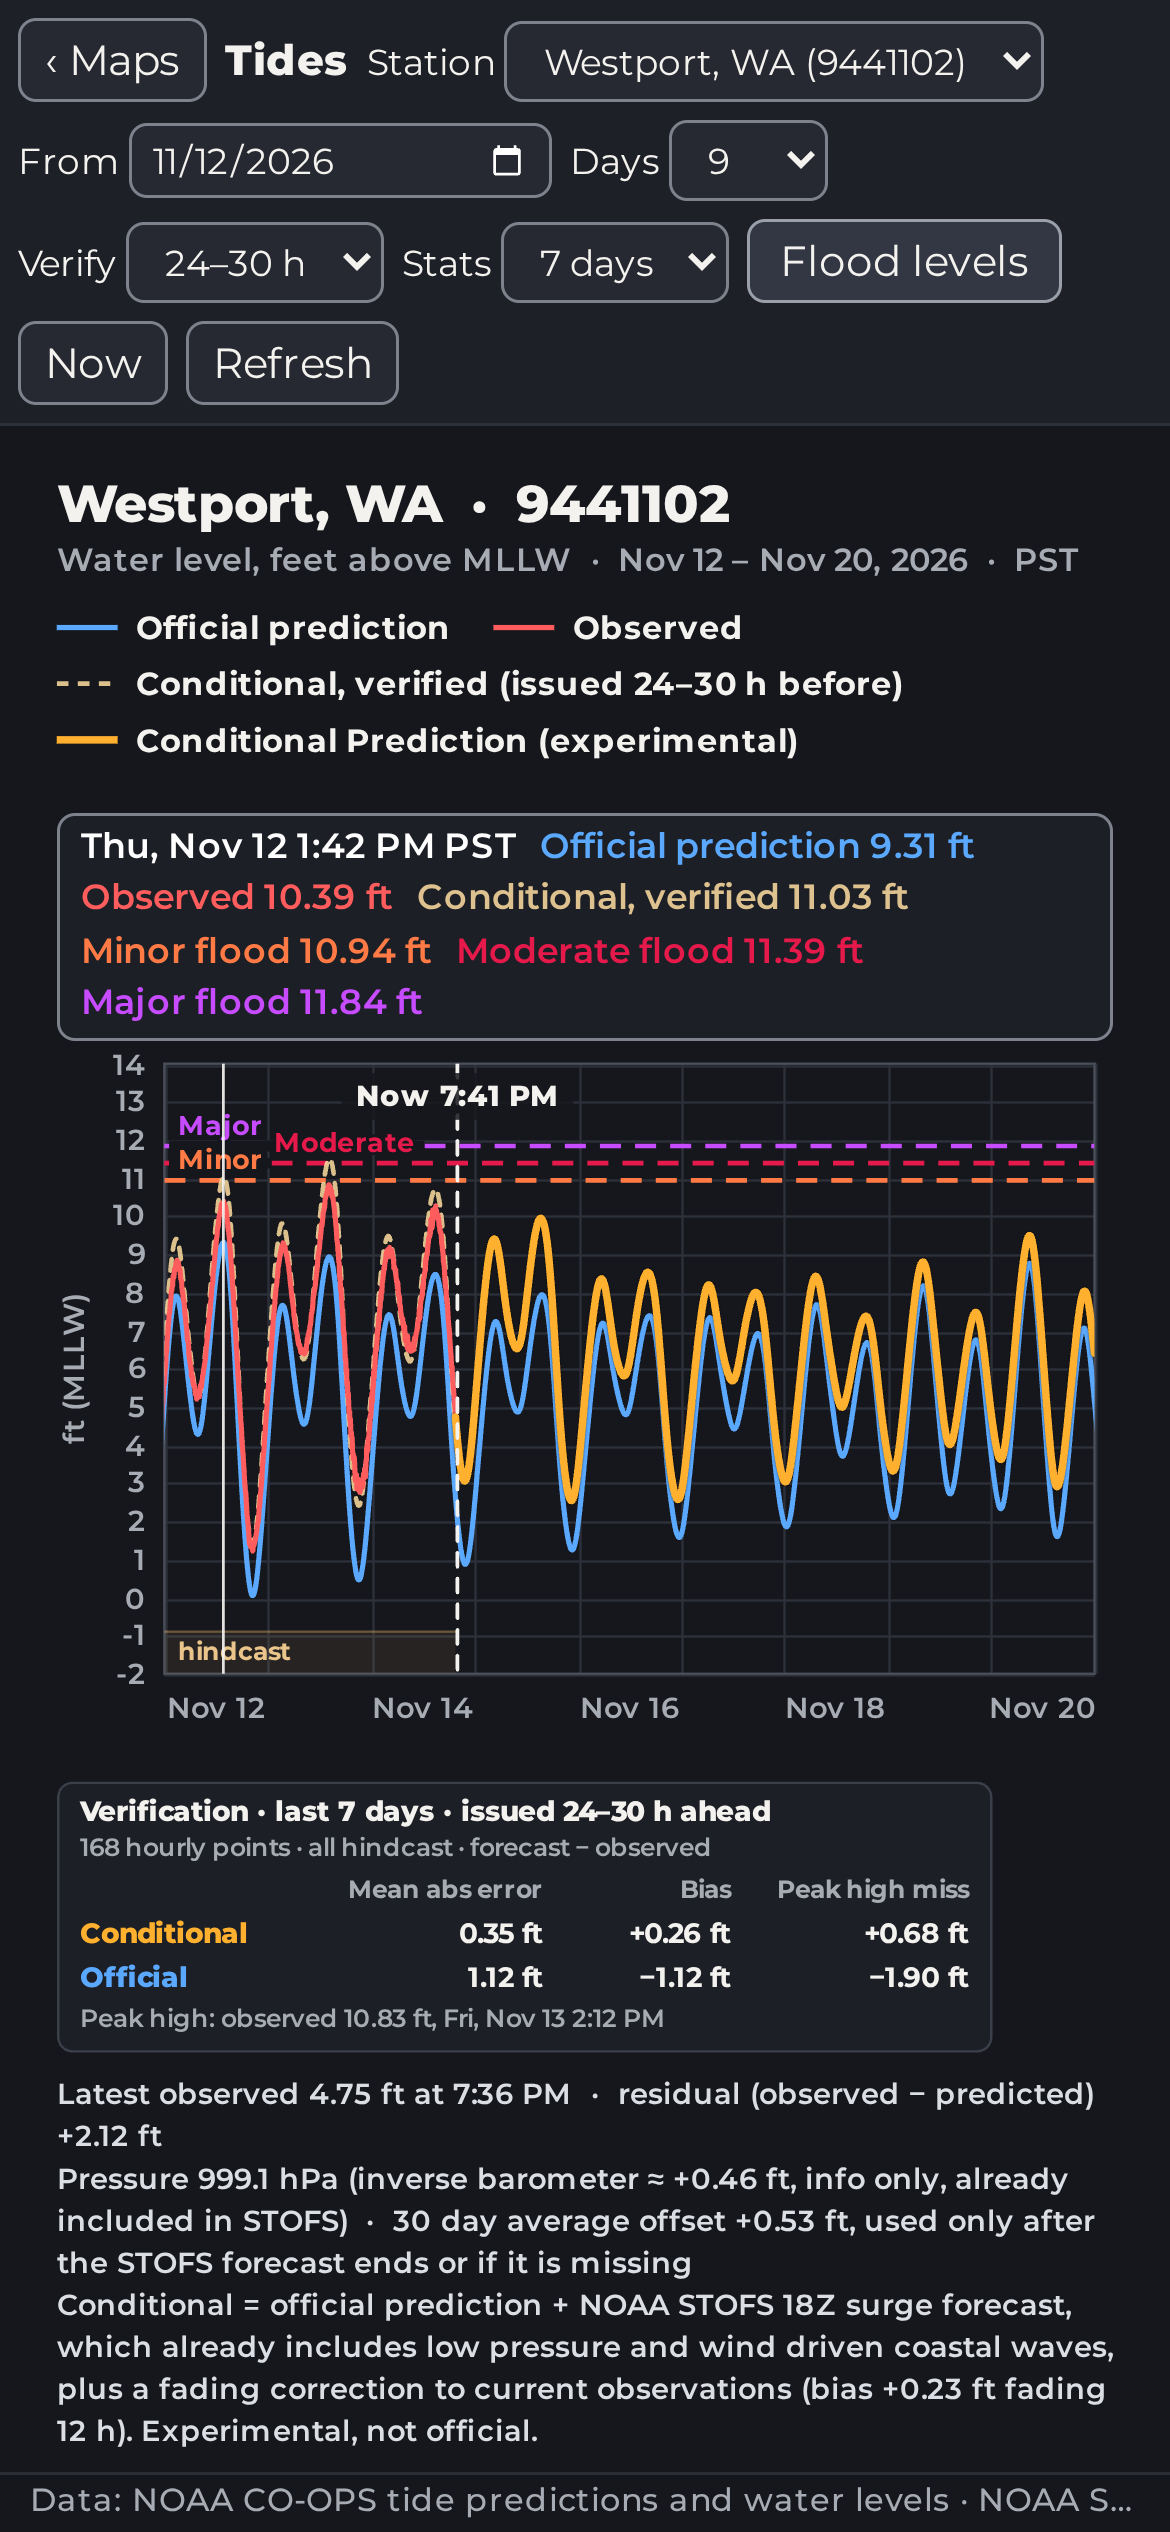 ‹ Maps Tides Station Westport, WA (9441102)
From 11/12/2026 Days 9
Verify 24–30 h Stats 7 days Flood levels
Now Refresh
Westport, WA · 9441102
Water level, feet above MLLW · Nov 12 – Nov 20, 2026 · PST
Official prediction Observed
Conditional, verified (issued 24–30 h before)
Conditional Prediction (experimental)
Thu, Nov 12 1:42 PM PST Official prediction 9.31 ft
Observed 10.39 ft Conditional, verified 11.03 ft
Minor flood 10.94 ft Moderate flood 11.39 ft
Major flood 11.84 ft
14
Now 7:41 PM
13
Major
12
Moderate
Minor
11
10
9
8
7
6
5
4
3
2
1
0
-1
-2
ft (MLLW)
hindcast
Nov 12 Nov 14 Nov 16 Nov 18 Nov 20
Verification · last 7 days · issued 24–30 h ahead
168 hourly points · all hindcast · forecast − observed
Mean abs error Bias Peak high miss
Conditional 0.35 ft +0.26 ft +0.68 ft
Official 1.12 ft −1.12 ft −1.90 ft
Peak high: observed 10.83 ft, Fri, Nov 13 2:12 PM
Latest observed 4.75 ft at 7:36 PM · residual (observed − predicted)
+2.12 ft
Pressure 999.1 hPa (inverse barometer ≈ +0.46 ft, info only, already
included in STOFS) · 30 day average offset +0.53 ft, used only after
the STOFS forecast ends or if it is missing
Conditional = official prediction + NOAA STOFS 18Z surge forecast,
which already includes low pressure and wind driven coastal waves,
plus a fading correction to current observations (bias +0.23 ft fading
12 h). Experimental, not official.
Data: NOAA CO-OPS tide predictions and water levels · NOAA S...